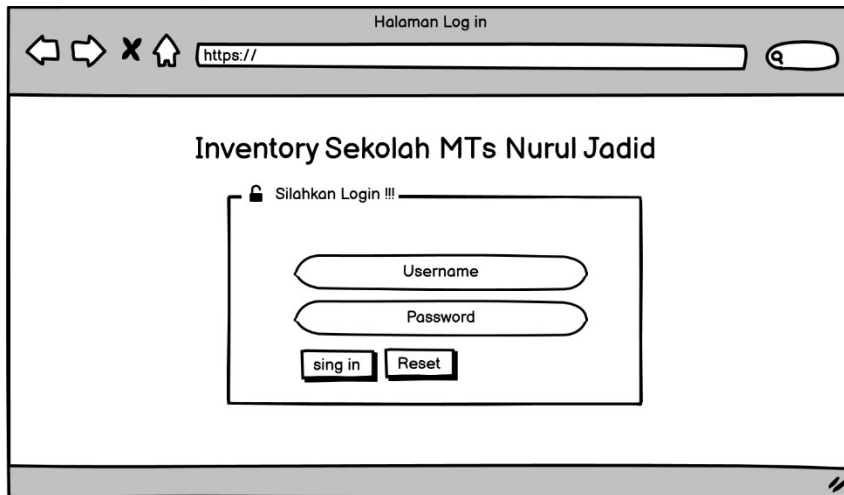 Halaman Log in
https://
Inventory Sekolah MTs Nurul Jadid
Silahkan Login !!!
Username
Password
sing in Reset